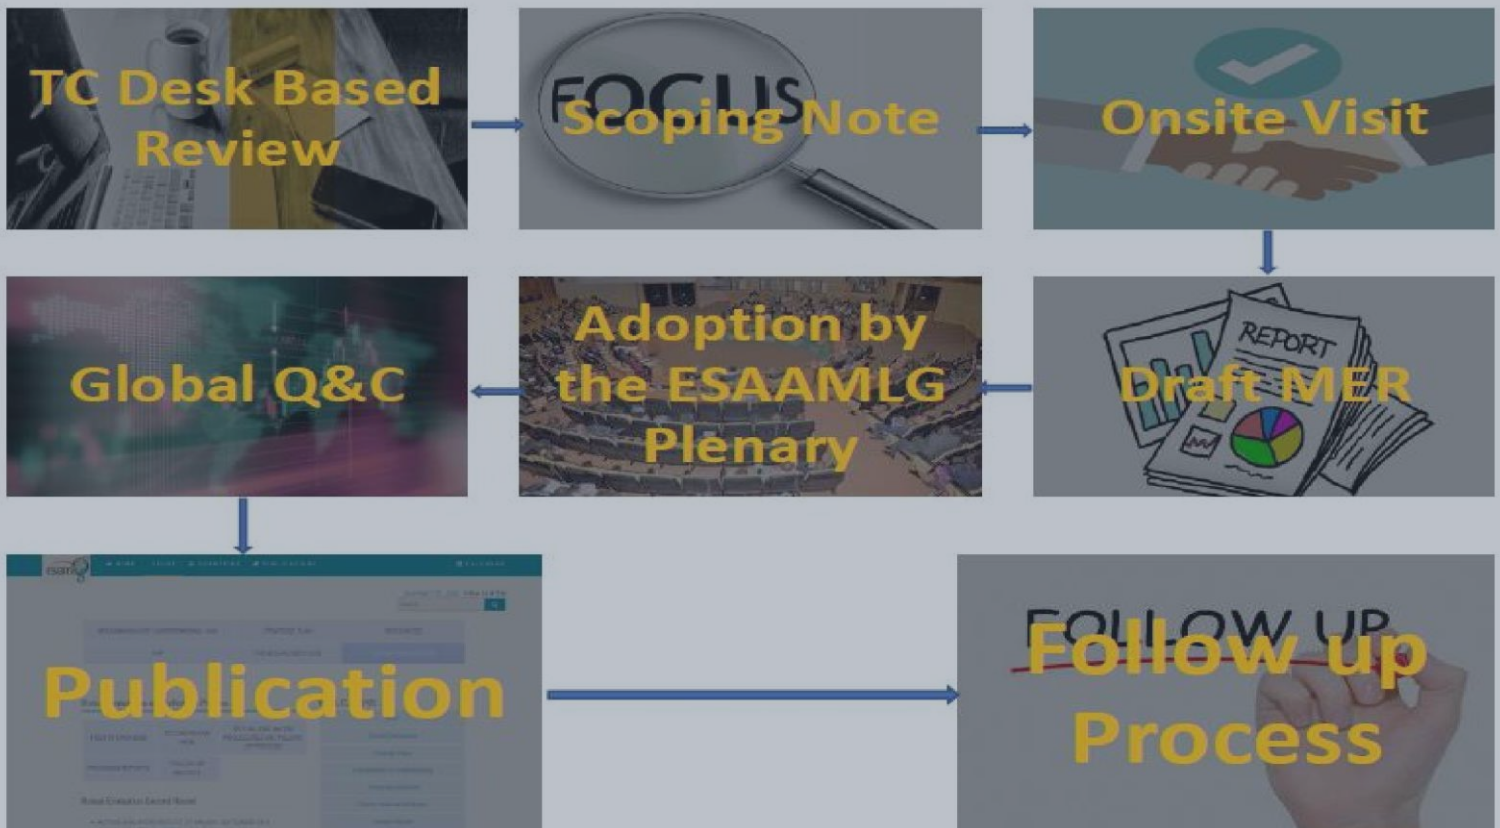 TC Desk Based
Review
FOCUS
Scoping Note
Onsite Visit
Global Q&C
Adoption by
the ESAAMLG
Plenary
REPORT
Draft MER
Publication
FOLLOW UP
Follow up
Process